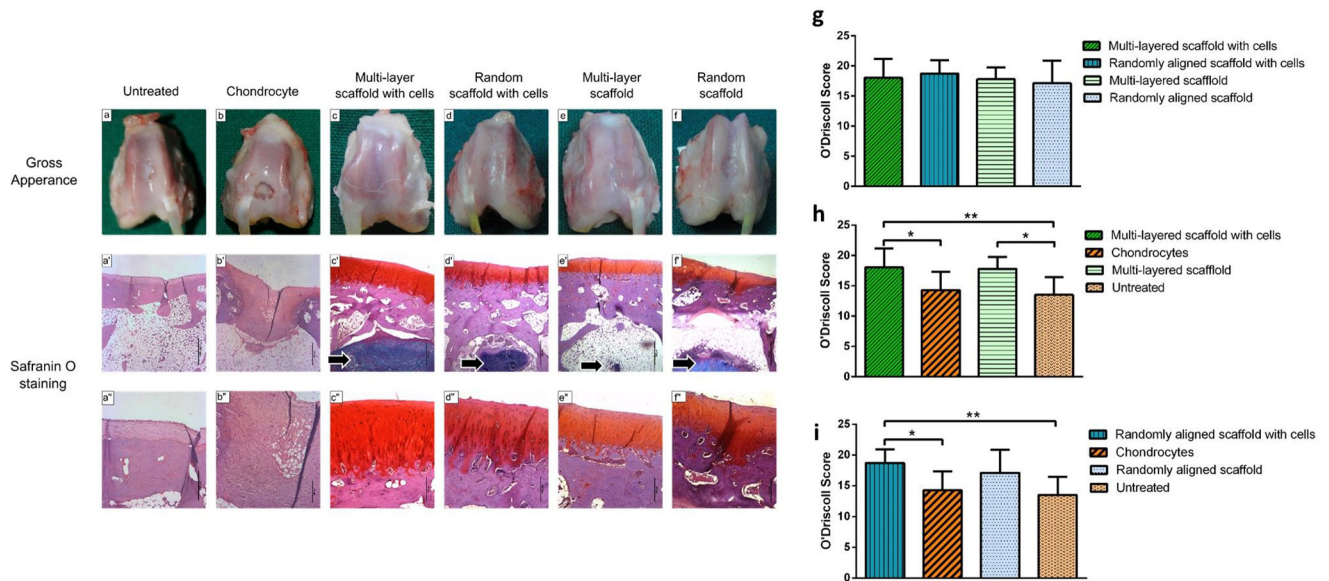 Untreated
Chondrocyte
Multi-layer
scaffold with cells
Random
scaffold with cells
Multi-layer
scaffold
Random
scaffold
Gross
Apperance
a
b
c
d
e
f
Safranin O
staining
a'
b'
c'
d'
e'
f'
a"
b"
c"
d"
e"
f"
g
O'Driscoll Score
25
20
15
10
5
0
Multi-layered scaffold with cells
Randomly aligned scaffold with cells
Multi-layered scafflold
Randomly aligned scaffold
h
O'Driscoll Score
25
20
15
10
5
0
*
**
*
Multi-layered scaffold with cells
Chondrocytes
Multi-layered scafflold
Untreated
i
O'Driscoll Score
25
20
15
10
5
0
*
**
Randomly aligned scaffold with cells
Chondrocytes
Randomly aligned scaffold
Untreated